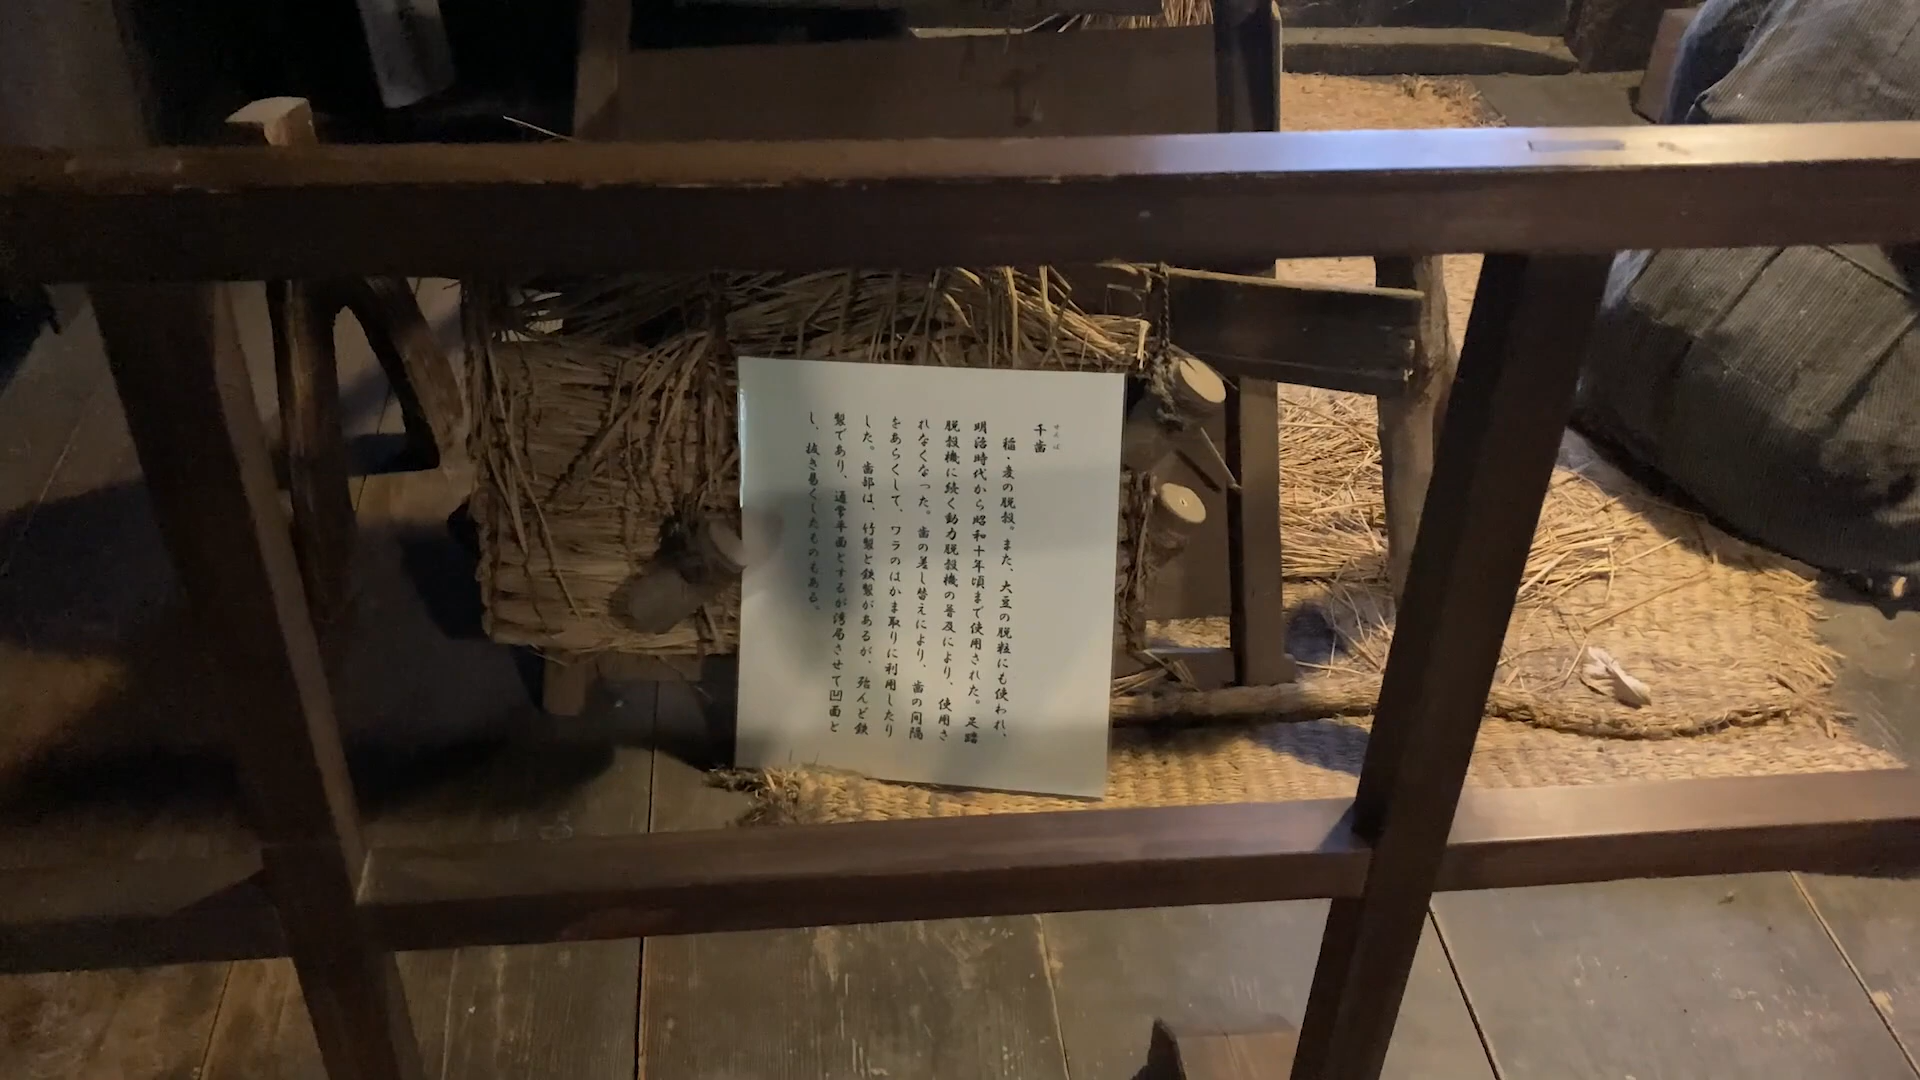 千歯
せんば
稲・麦の脱穀。また、大豆の脱粒にも使われ、
明治時代から昭和十年頃まで使用された。足踏
脱穀機に続く動力脱穀機の普及により、使用さ
れなくなった。歯の差し替えにより、歯の間隔
をあらくして、ワラのはかま取りに利用したり
した。歯部は、竹製と鉄製があるが、殆んど鉄
製であり、通常平面とするが湾局させて凹面と
し、抜き易くしたものもある。